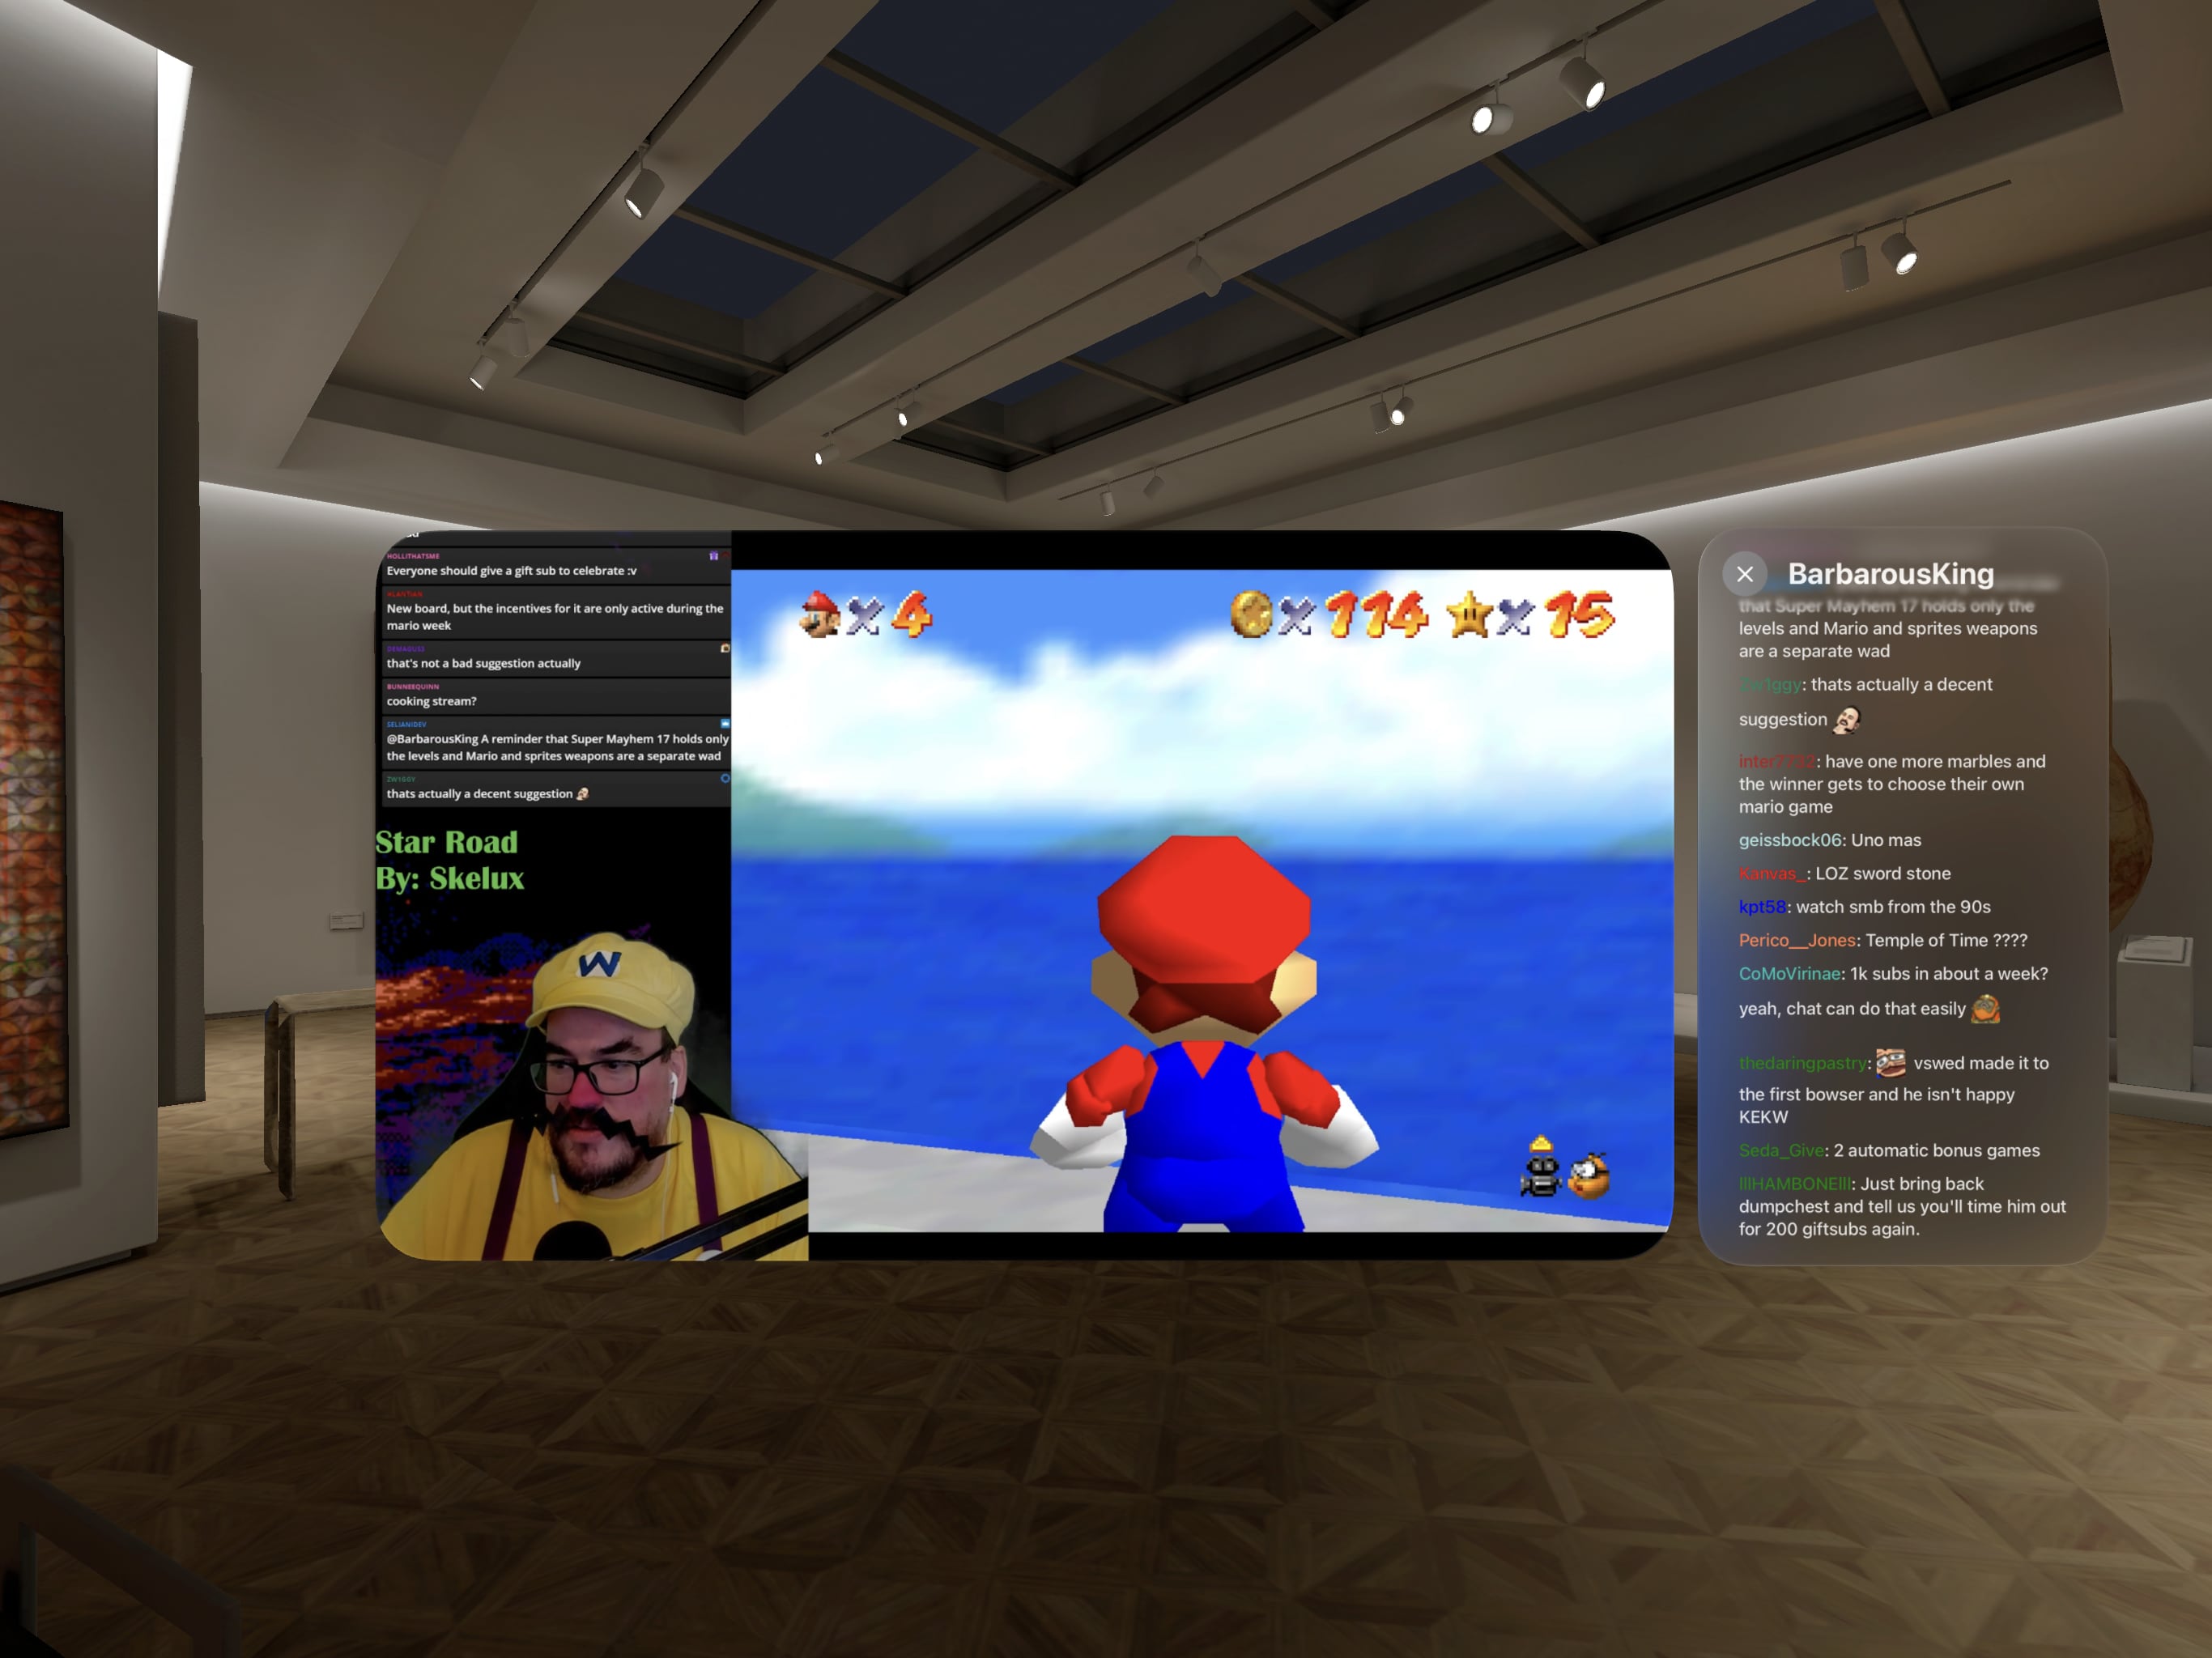 HOLLITHATSME
Everyone should give a gift sub to celebrate :v
New board, but the incentives for it are only active during the
mario week
that's not a bad suggestion actually
BUNNEEQUINN
cooking stream?
SELIANIDEV
@BarbarousKing A reminder that Super Mayhem 17 holds only
the levels and Mario and sprites weapons are a separate wad
ZW1GGY
thats actually a decent suggestion
Star Road
By: Skelux
W
× 4
× 114 × 15
BarbarousKing
that Super Mayhem 17 holds only the
levels and Mario and sprites weapons
are a separate wad
Zw1ggy: thats actually a decent
suggestion
inter7732: have one more marbles and
the winner gets to choose their own
mario game
geissbock06: Uno mas
Kanvas_: LOZ sword stone
kpt58: watch smb from the 90s
Perico__Jones: Temple of Time ????
CoMoVirinae: 1k subs in about a week?
yeah, chat can do that easily
thedaringpastry: vswed made it to
the first bowser and he isn't happy
KEKW
Seda_Give: 2 automatic bonus games
lllHAMBONElll: Just bring back
dumpchest and tell us you'll time him out
for 200 giftsubs again.